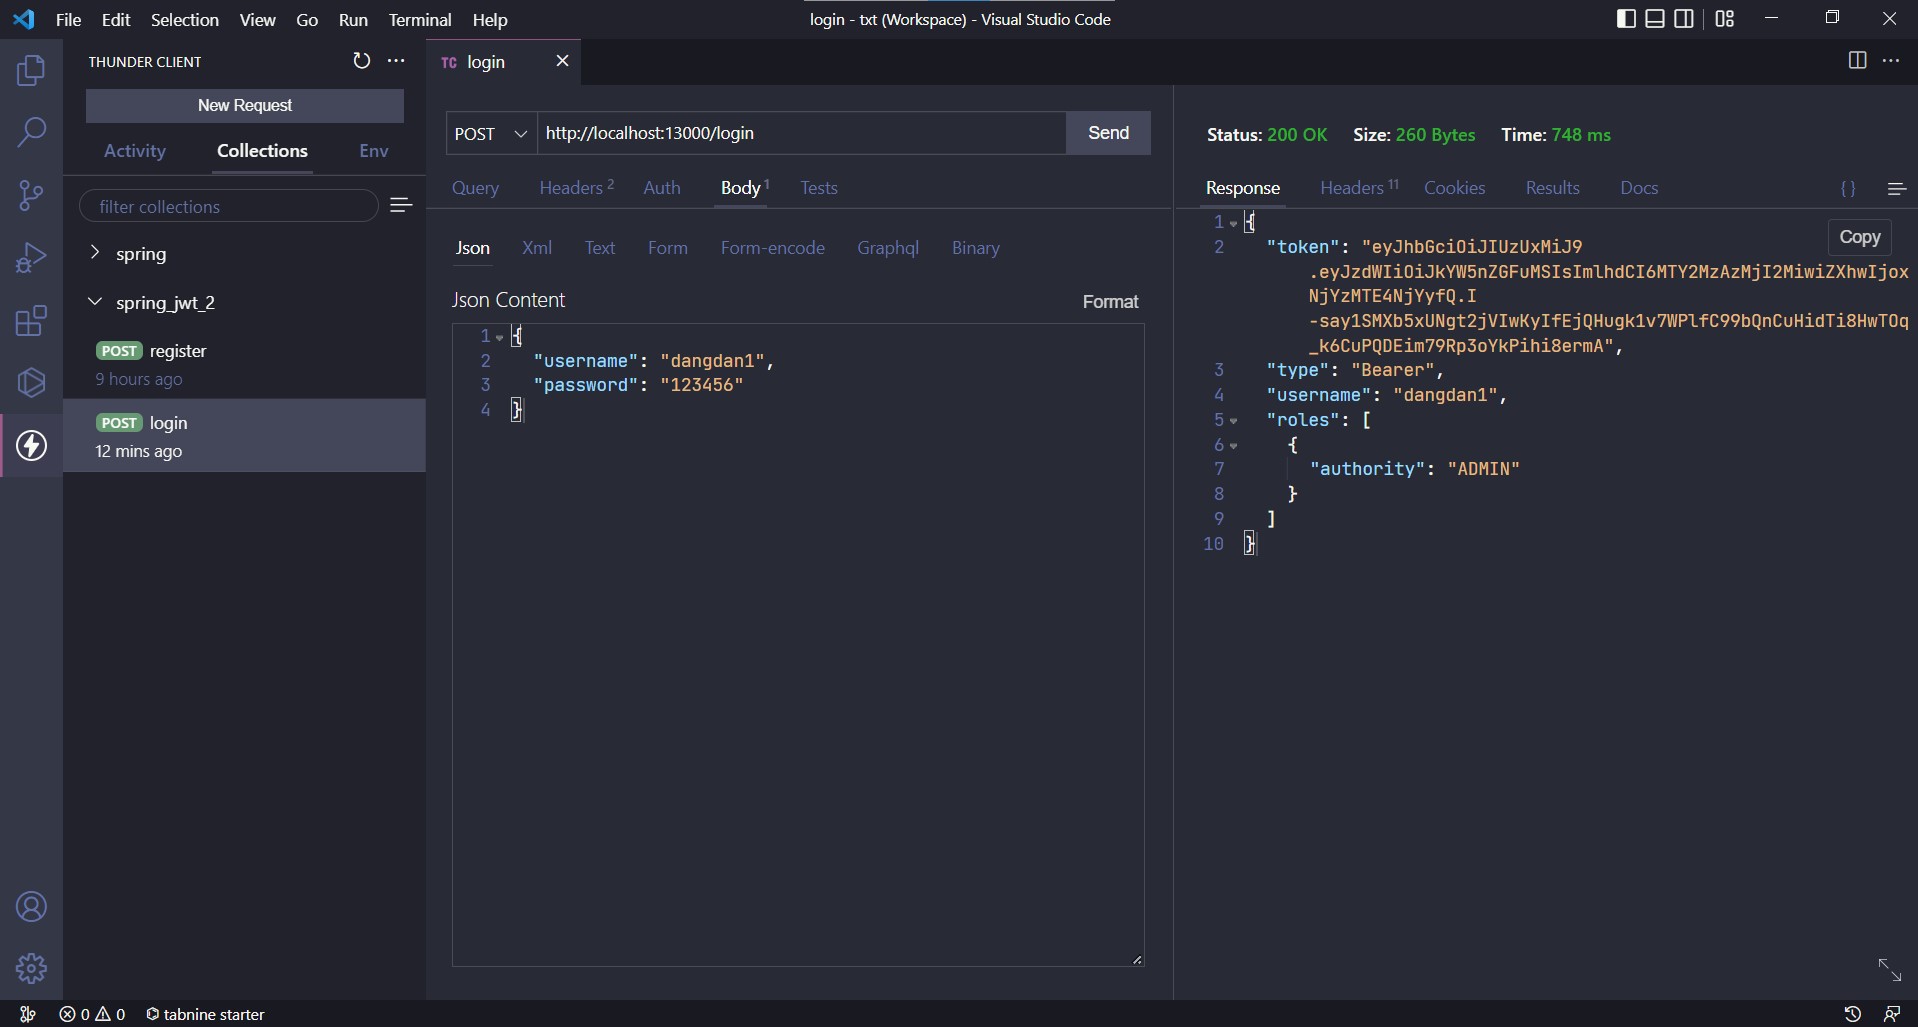 File Edit Selection View Go Run Terminal Help
login - txt (Workspace) - Visual Studio Code
THUNDER CLIENT
New Request
Activity Collections Env
filter collections
spring
spring_jwt_2
POST register
9 hours ago
POST login
12 mins ago
TC login
POST http://localhost:13000/login Send
Query Headers 2 Auth Body 1 Tests
Json Xml Text Form Form-encode Graphql Binary
Json Content Format
1 {
2 "username": "dangdan1",
3 "password": "123456"
4 }
Status: 200 OK Size: 260 Bytes Time: 748 ms
Response Headers 11 Cookies Results Docs {}
Copy
1 {
2 "token": "eyJhbGciOiJIUzUxMiJ9
.eyJzdWIiOiJkYW5nZGFuMSIsImlhdCI6MTY2MzAzMjI2MiwiZXhwIjox
NjYzMTE4NjYyfQ.I
-say1SMXb5xUNgt2jVIwKyIfEjQHugk1v7WPlfC99bQnCuHidTi8HwTOq
_k6CuPQDEim79Rp3oYkPihi8ermA",
3 "type": "Bearer",
4 "username": "dangdan1",
5 "roles": [
6 {
7 "authority": "ADMIN"
8 }
9 ]
10 }
0 0 tabnine starter